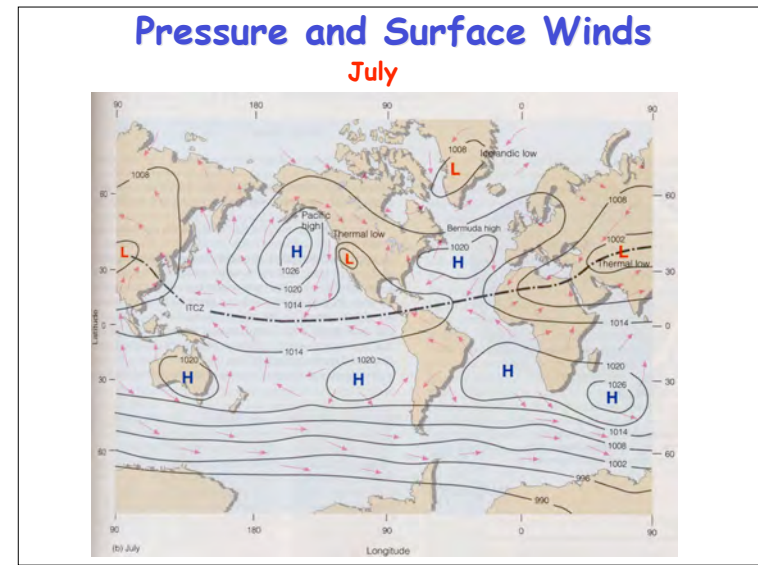 Pressure and Surface Winds
July
90 180 90 0 90
1008
Icelandic low
L
1008
60 60
Pacific high
Thermal low
Bermuda high
1008
1002
L
H
L
1020
H
L
30 1026 Thermal low 30
1020
1014
ITCZ
Latitude
0 1014 0
1014
1020 1020 1020
H H H
30 1026 30
H
1014
1008
60 1002 60
996
990
90 180 90 0 90
(b) July
Longitude